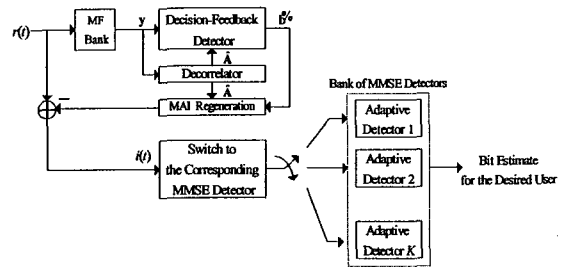 r(t)
MF
Bank
y
Decision-Feedback
Detector
Â
Decorrelator
Â
MAI Regeneration
−
i(t)
Switch to
the Corresponding
MMSE Detector
Bank of MMSE Detectors
Adaptive
Detector 1
Adaptive
Detector 2
Adaptive
Detector K
Bit Estimate
for the Desired User